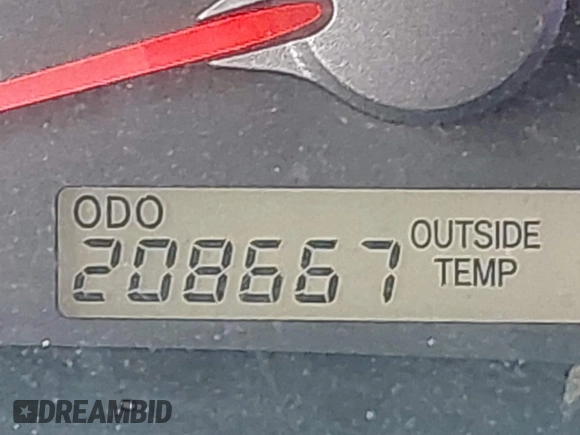 ODO
208667
OUTSIDE
TEMP
DREAMBID